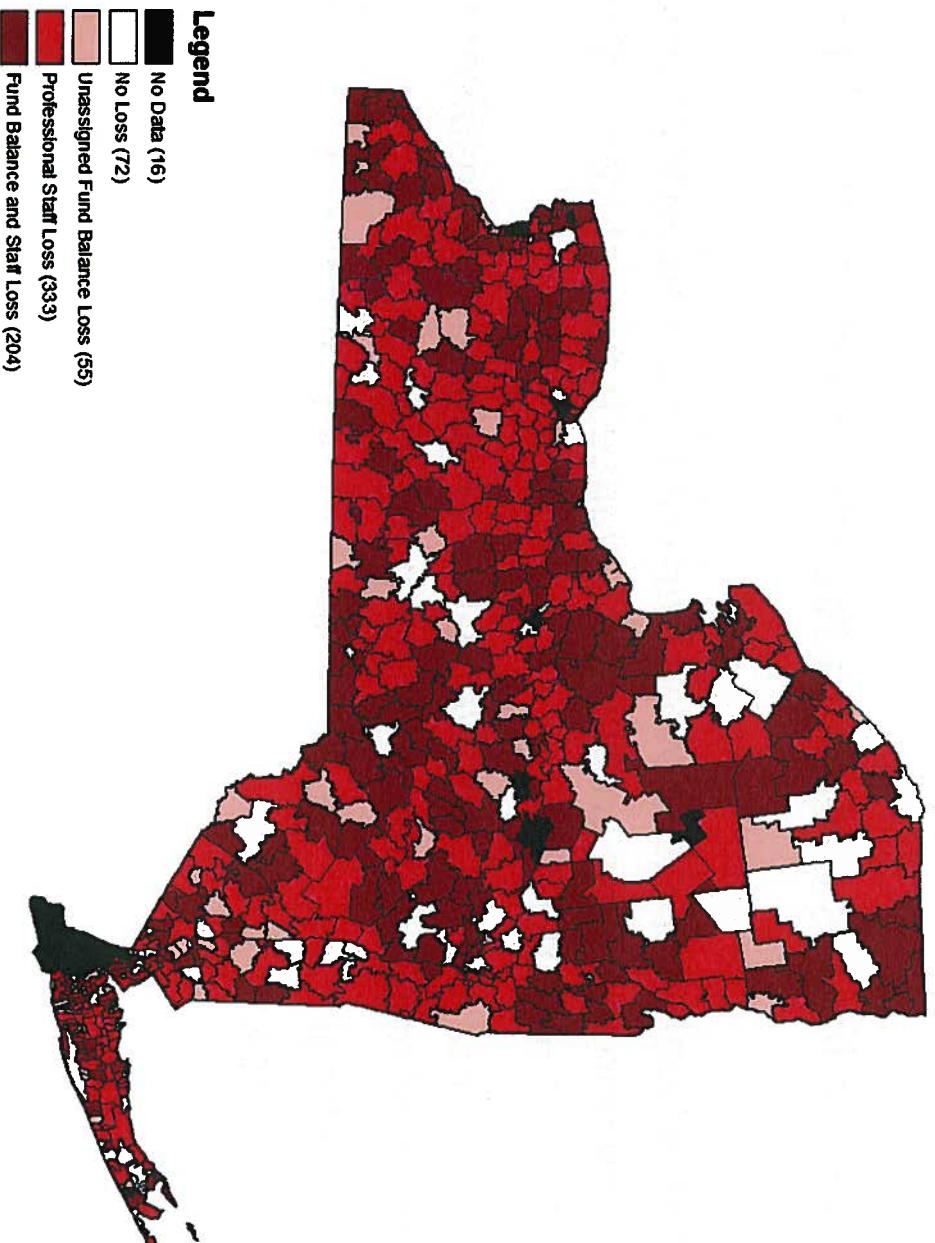 Legend
No Data (16)
No Loss (72)
Unassigned Fund Balance Loss (55)
Professional Staff Loss (333)
Fund Balance and Staff Loss (204)